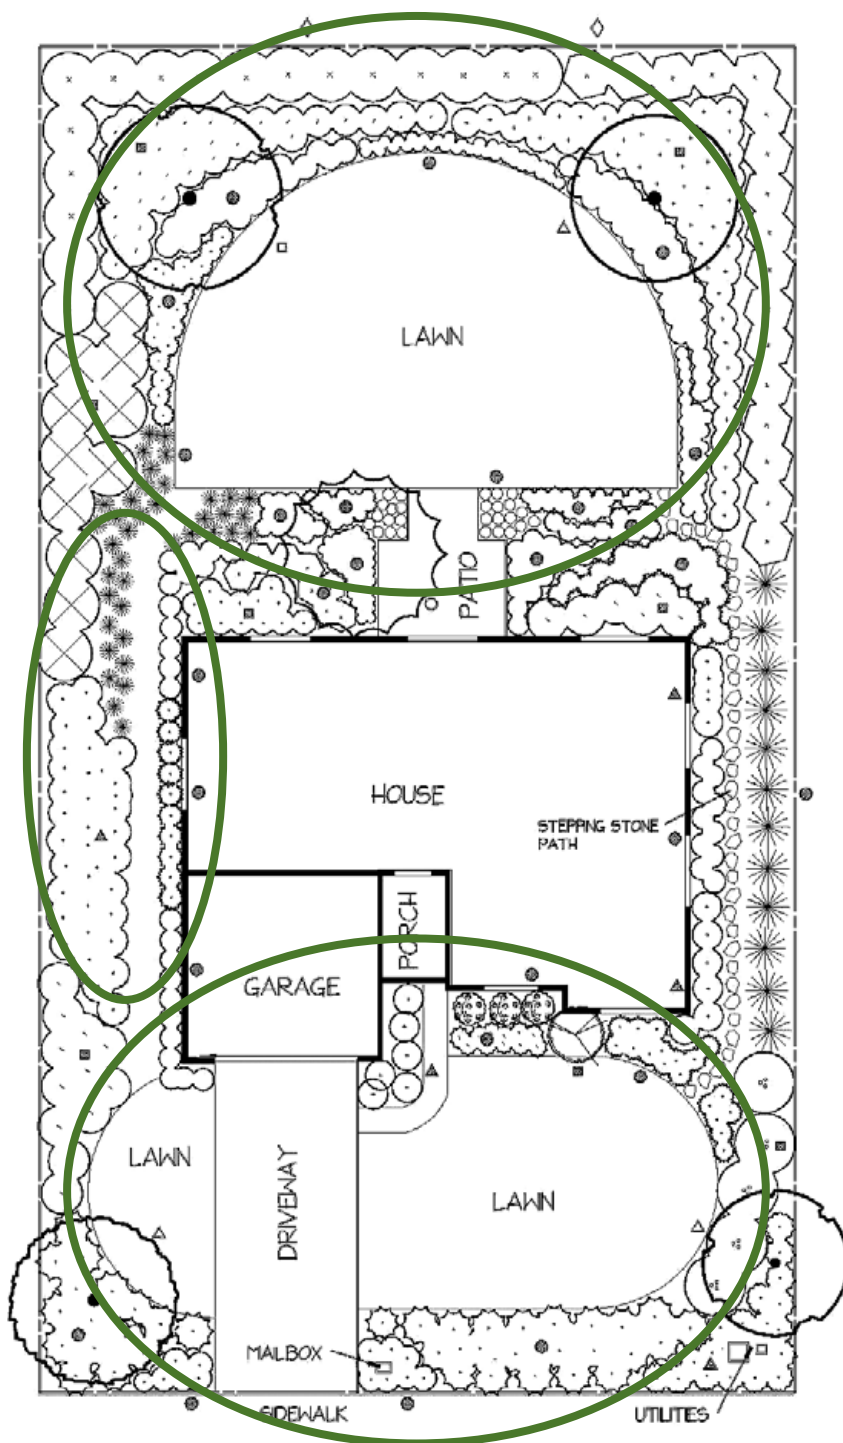 LAWN
PATIO
HOUSE
STEPPING STONE
PATH
PORCH
GARAGE
LAWN
DRIVEWAY
LAWN
MAILBOX
SIDEWALK
UTILITES